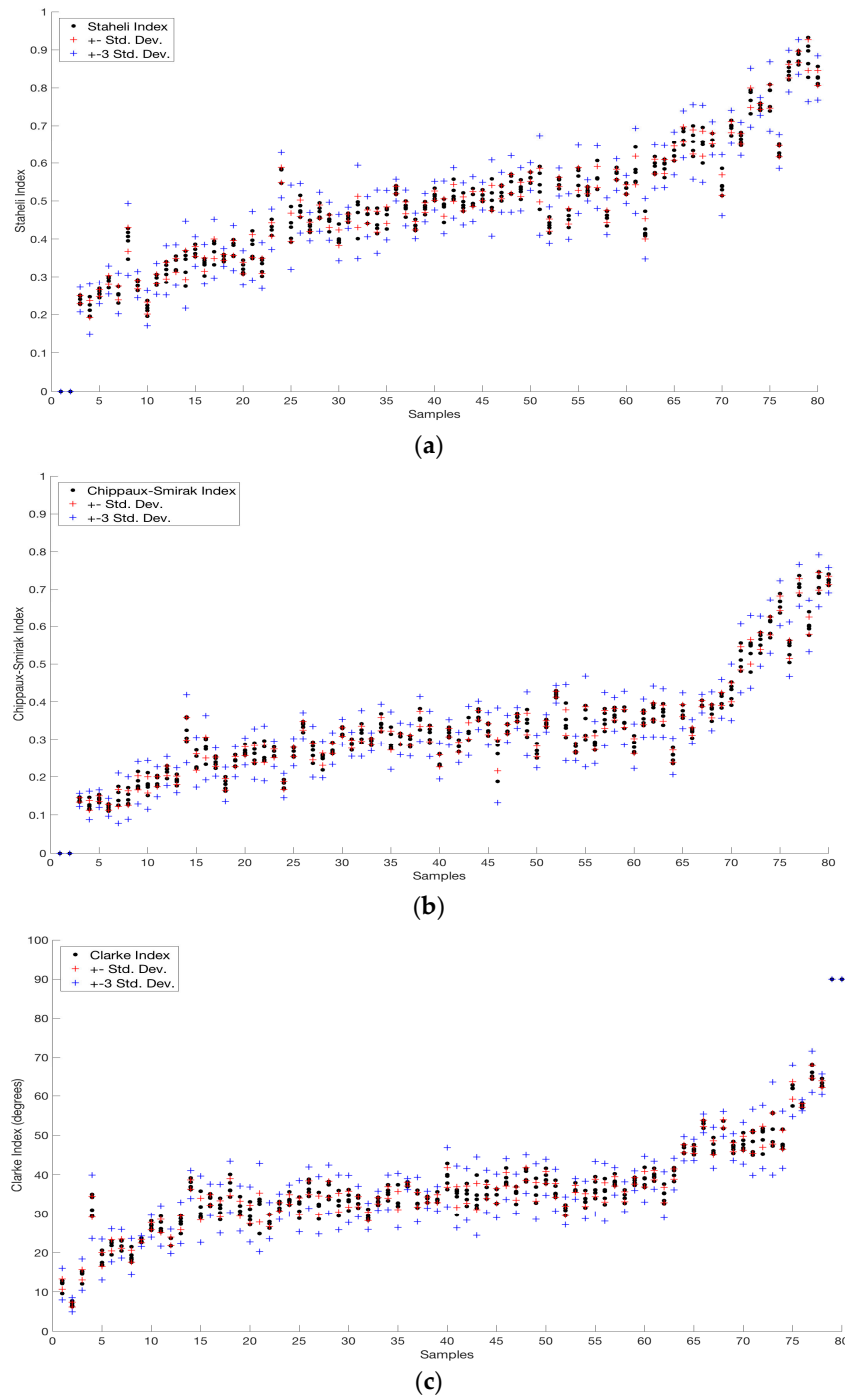 1
0.9
0.8
0.7
0.6
0.5
0.4
0.3
0.2
0.1
0
Staheli Index
Staheli Index
+- Std. Dev.
+-3 Std. Dev.
0 5 10 15 20 25 30 35 40 45 50 55 60 65 70 75 80
Samples
(a)
1
0.9
0.8
0.7
0.6
0.5
0.4
0.3
0.2
0.1
0
Chippaux-Smirak Index
Chippaux-Smirak Index
+- Std. Dev.
+-3 Std. Dev.
0 5 10 15 20 25 30 35 40 45 50 55 60 65 70 75 80
Samples
(b)
100
90
80
70
60
50
40
30
20
10
0
Clarke Index (degrees)
Clarke Index
+- Std. Dev.
+-3 Std. Dev.
0 5 10 15 20 25 30 35 40 45 50 55 60 65 70 75 80
Samples
(c)